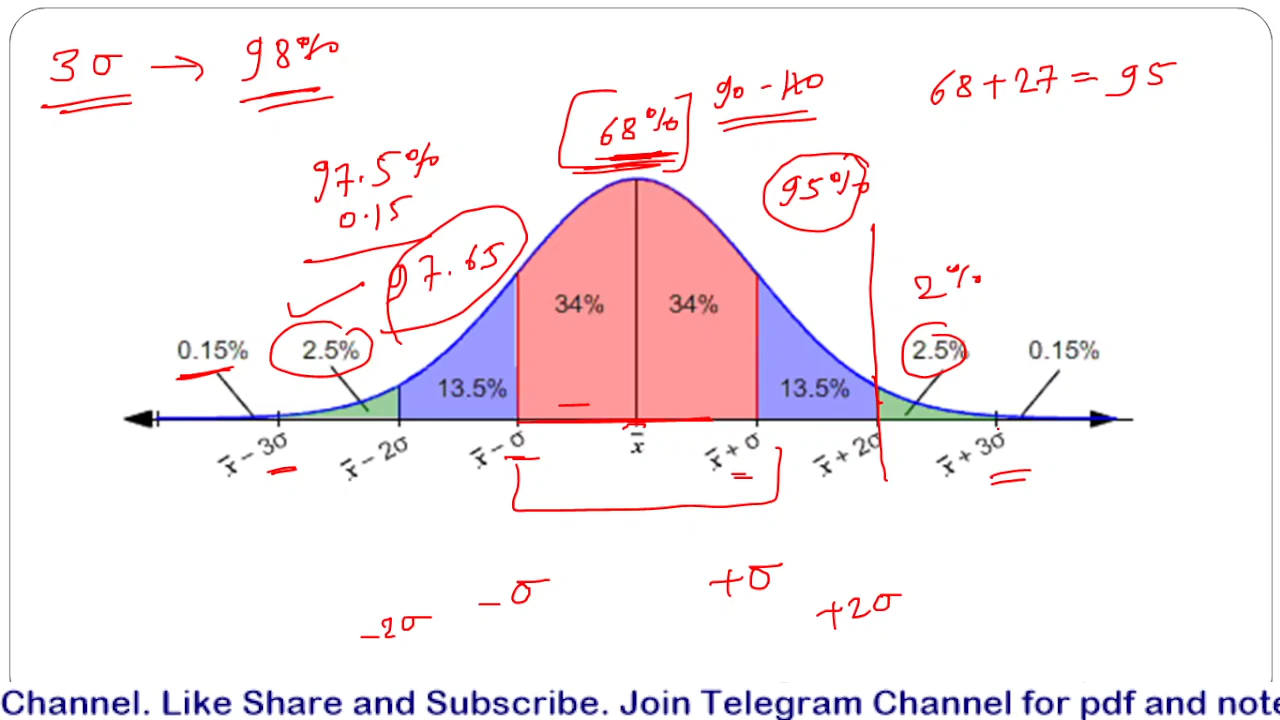 3σ → 98%
68+27=95
90-110
68%
97.5%
0.15
97.65
95%
2%
34% 34%
0.15% 2.5% 2.5% 0.15%
13.5% 13.5%
x̄ - 3σ x̄ - 2σ x̄ - σ x̄ x̄ + σ x̄ + 2σ x̄ + 3σ
-2σ -σ +σ +2σ
Channel. Like Share and Subscribe. Join Telegram Channel for pdf and note